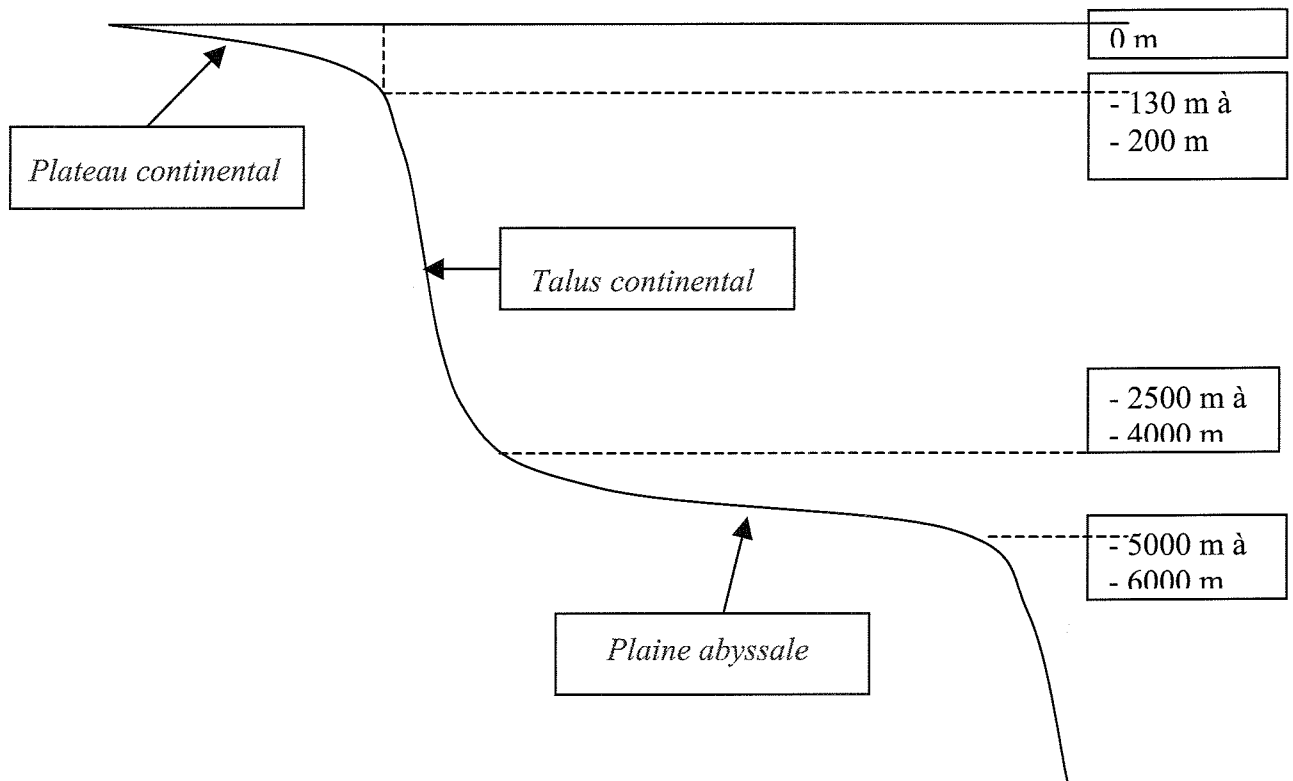 0 m
- 130 m à
- 200 m
Plateau continental
Talus continental
- 2500 m à
- 4000 m
- 5000 m à
- 6000 m
Plaine abyssale